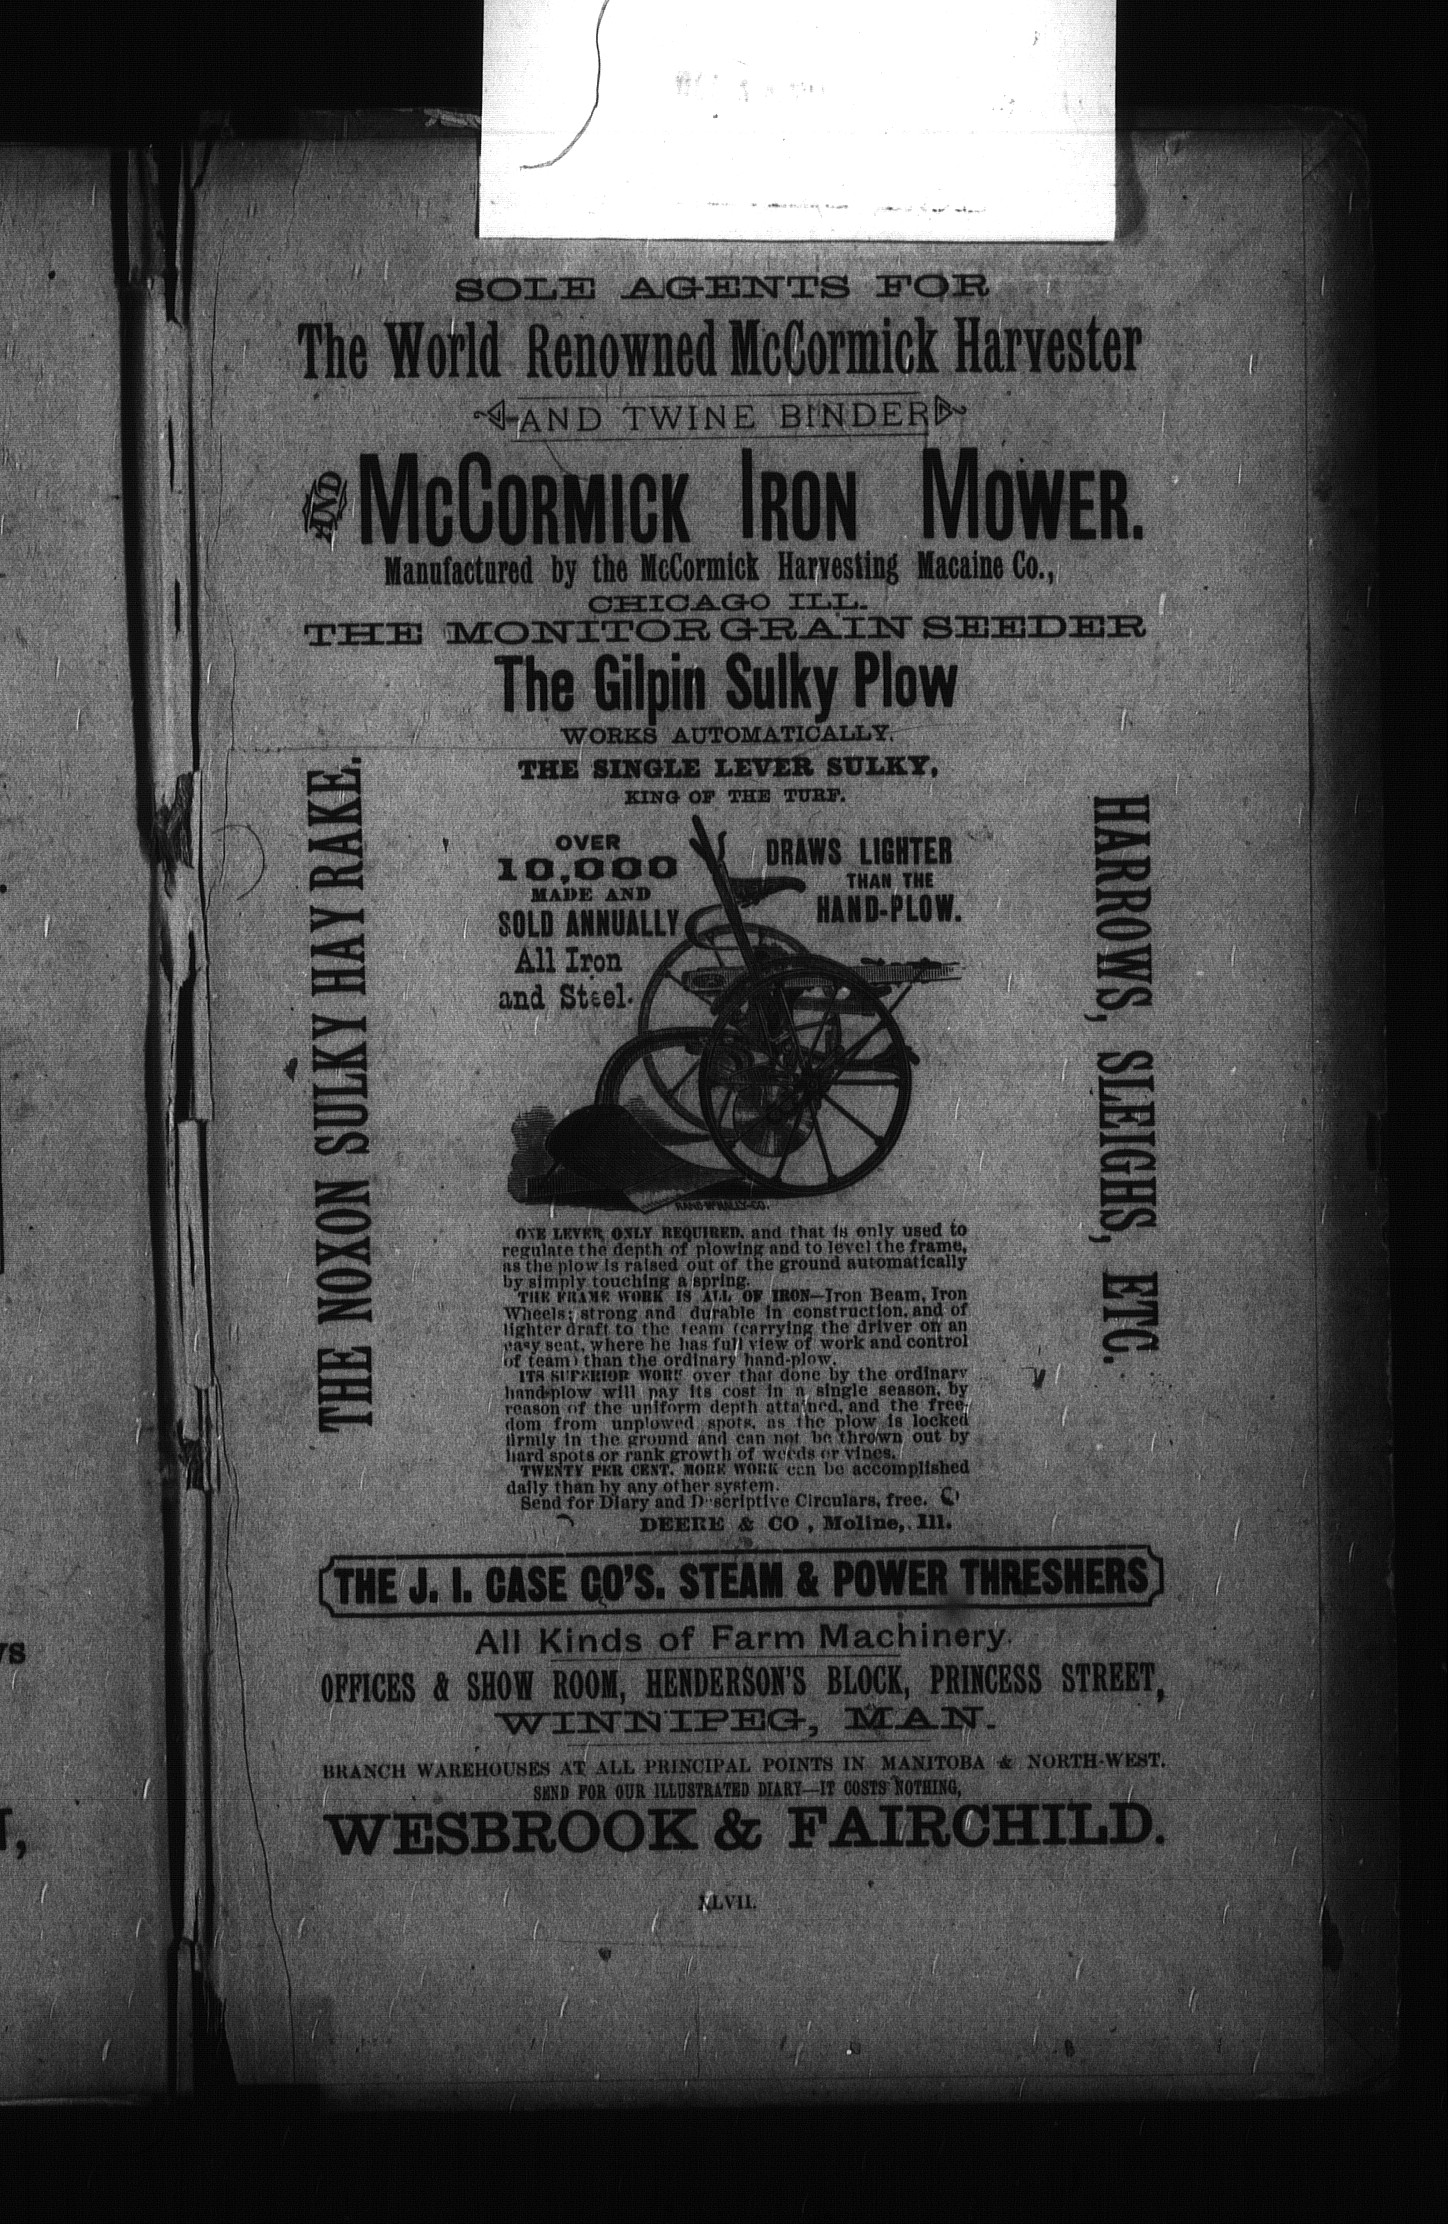 SOLE AGENTS FOR
The World Renowned McCormick Harvester
AND TWINE BINDER
AND McCORMICK IRON MOWER.
Manufactured by the McCormick Harvesting Macaine Co.,
CHICAGO ILL.
THE MONITOR GRAIN SEEDER
The Gilpin Sulky Plow
WORKS AUTOMATICALLY.
THE SINGLE LEVER SULKY,
KING OF THE TURF.
THE NOXON SULKY HAY RAKE.
OVER
10,000
MADE AND
SOLD ANNUALLY
All Iron
and Steel.
DRAWS LIGHTER
THAN THE
HAND-PLOW.
HARROWS, SLEIGHS, ETC.
RAND McNALLY-CO.
ONE LEVER ONLY REQUIRED, and that is only used to
regulate the depth of plowing and to level the frame,
as the plow is raised out of the ground automatically
by simply touching a spring.
THE FRAME WORK IS ALL OF IRON—Iron Beam, Iron
Wheels; strong and durable in construction, and of
lighter draft to the team (carrying the driver on an
easy seat, where he has full view of work and control
of team) than the ordinary hand-plow.
ITS SUPERIOR WORK over that done by the ordinary
hand-plow will pay its cost in a single season, by
reason of the uniform depth attained, and the free-
dom from unplowed spots, as the plow is locked
firmly in the ground and can not be thrown out by
hard spots or rank growth of weeds or vines.
TWENTY PER CENT. MORE WORK can be accomplished
daily than by any other system.
Send for Diary and Descriptive Circulars, free.
DEERE & CO , Moline, Ill.
THE J. I. CASE CO'S. STEAM & POWER THRESHERS
All Kinds of Farm Machinery.
OFFICES & SHOW ROOM, HENDERSON'S BLOCK, PRINCESS STREET,
WINNIPEG, MAN.
BRANCH WAREHOUSES AT ALL PRINCIPAL POINTS IN MANITOBA & NORTH-WEST.
SEND FOR OUR ILLUSTRATED DIARY—IT COSTS NOTHING,
WESBROOK & FAIRCHILD.
XLVII.